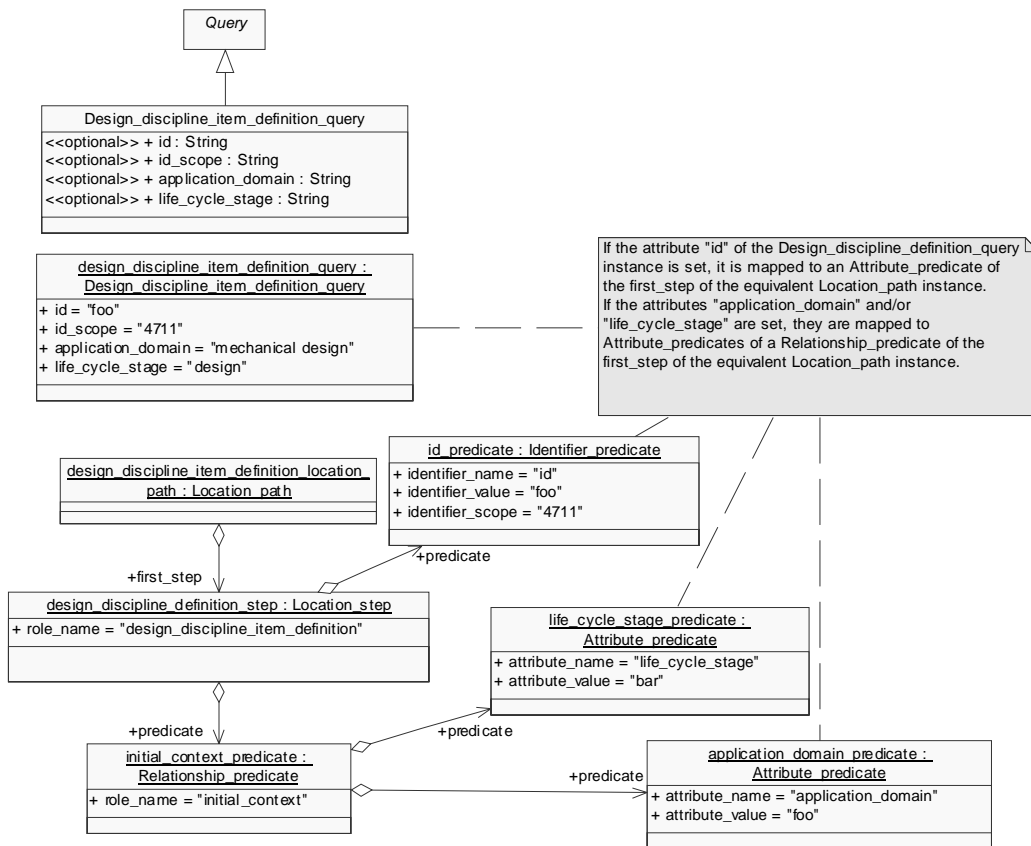 Query
Design_discipline_item_definition_query
<<optional>> + id : String
<<optional>> + id_scope : String
<<optional>> + application_domain : String
<<optional>> + life_cycle_stage : String
design_discipline_item_definition_query :
Design_discipline_item_definition_query
+ id = "foo"
+ id_scope = "4711"
+ application_domain = "mechanical design"
+ life_cycle_stage = "design"
If the attribute "id" of the Design_discipline_definition_query
instance is set, it is mapped to an Attribute_predicate of
the first_step of the equivalent Location_path instance.
If the attributes "application_domain" and/or
"life_cycle_stage" are set, they are mapped to
Attribute_predicates of a Relationship_predicate of the
first_step of the equivalent Location_path instance.
id_predicate : Identifier_predicate
+ identifier_name = "id"
+ identifier_value = "foo"
+ identifier_scope = "4711"
design_discipline_item_definition_location_
path : Location_path
+predicate
+first_step
design_discipline_definition_step : Location_step
+ role_name = "design_discipline_item_definition"
life_cycle_stage_predicate :
Attribute_predicate
+ attribute_name = "life_cycle_stage"
+ attribute_value = "bar"
+predicate
+predicate
initial_context_predicate :
Relationship_predicate
+ role_name = "initial_context"
+predicate
application_domain_predicate :
Attribute_predicate
+ attribute_name = "application_domain"
+ attribute_value = "foo"